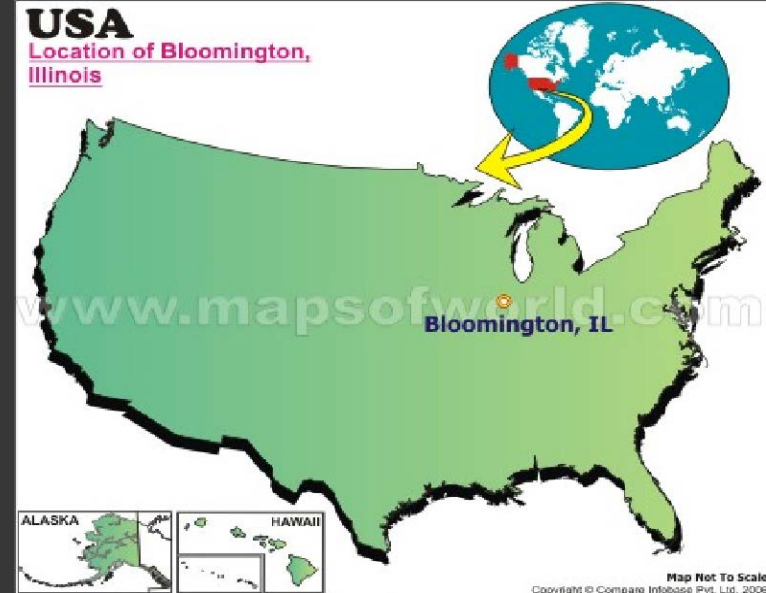 USA
Location of Bloomington,
Illinois
www.mapsofworld.com
Bloomington, IL
ALASKA
HAWAII
Map Not To Scale
Copyright © Compare Infobase Pvt. Ltd. 2006